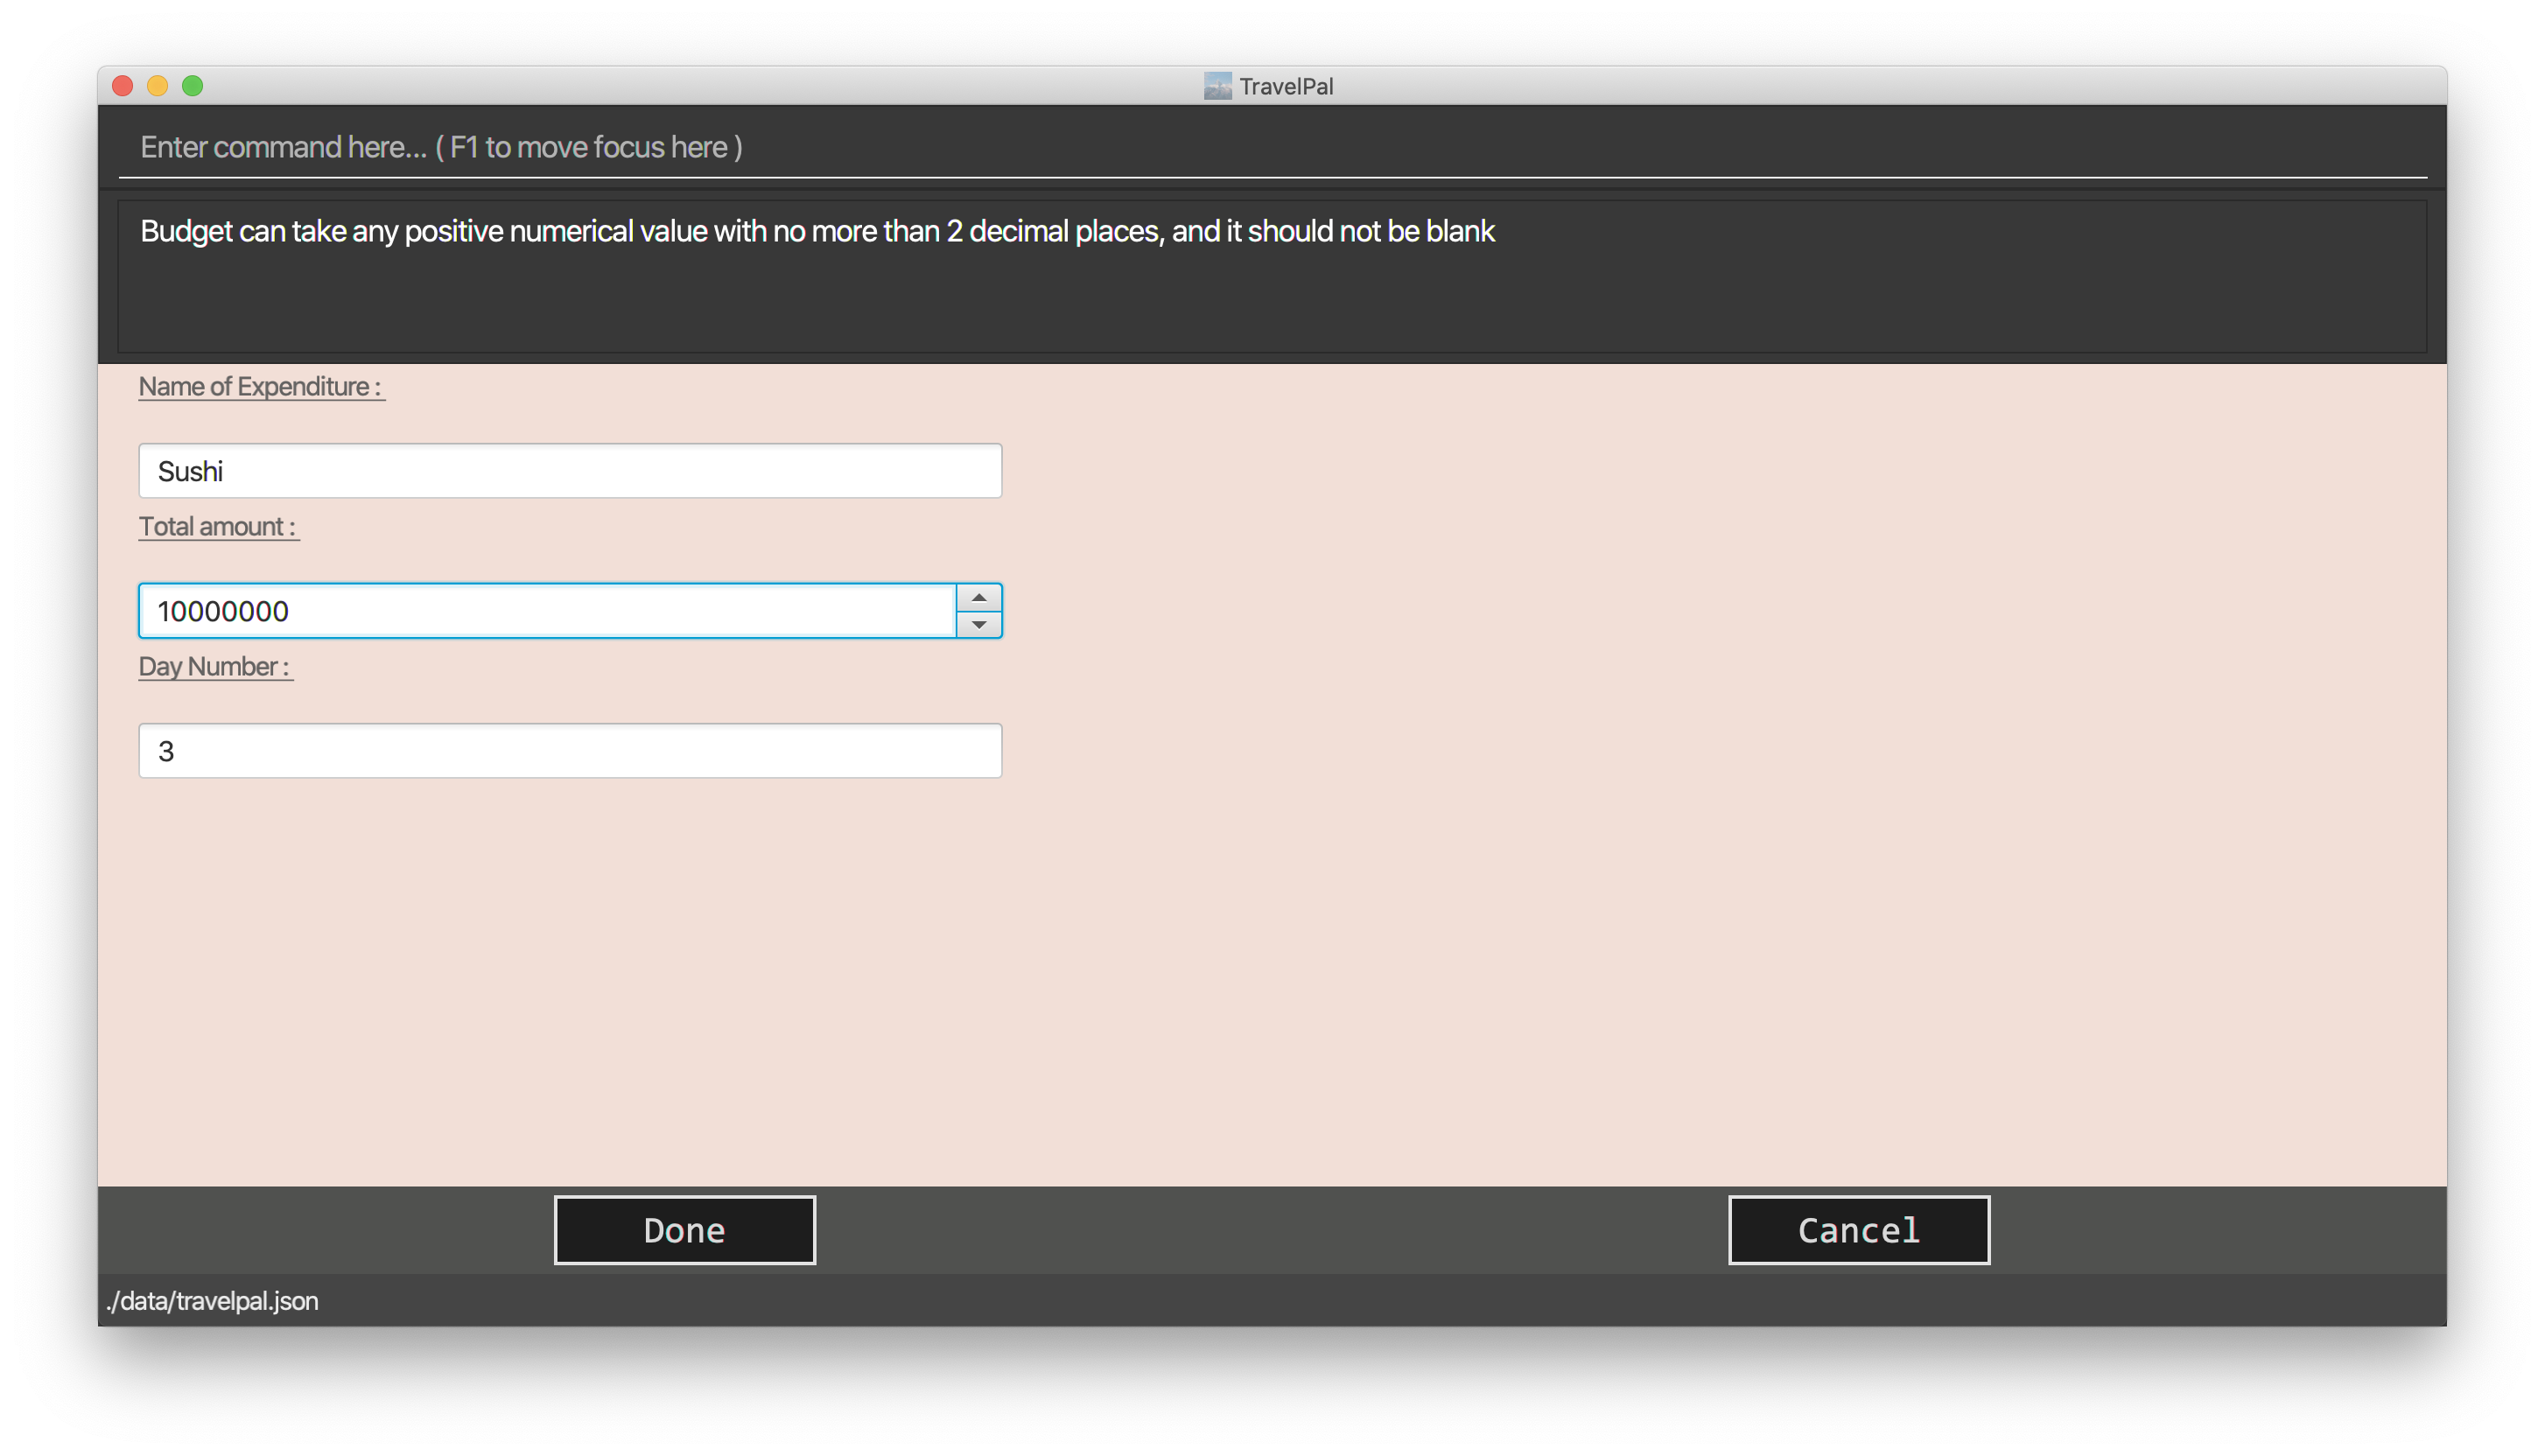 TravelPal
Enter command here... ( F1 to move focus here )
Budget can take any positive numerical value with no more than 2 decimal places, and it should not be blank
Name of Expenditure :
Sushi
Total amount :
10000000
Day Number :
3
Done
Cancel
./data/travelpal.json